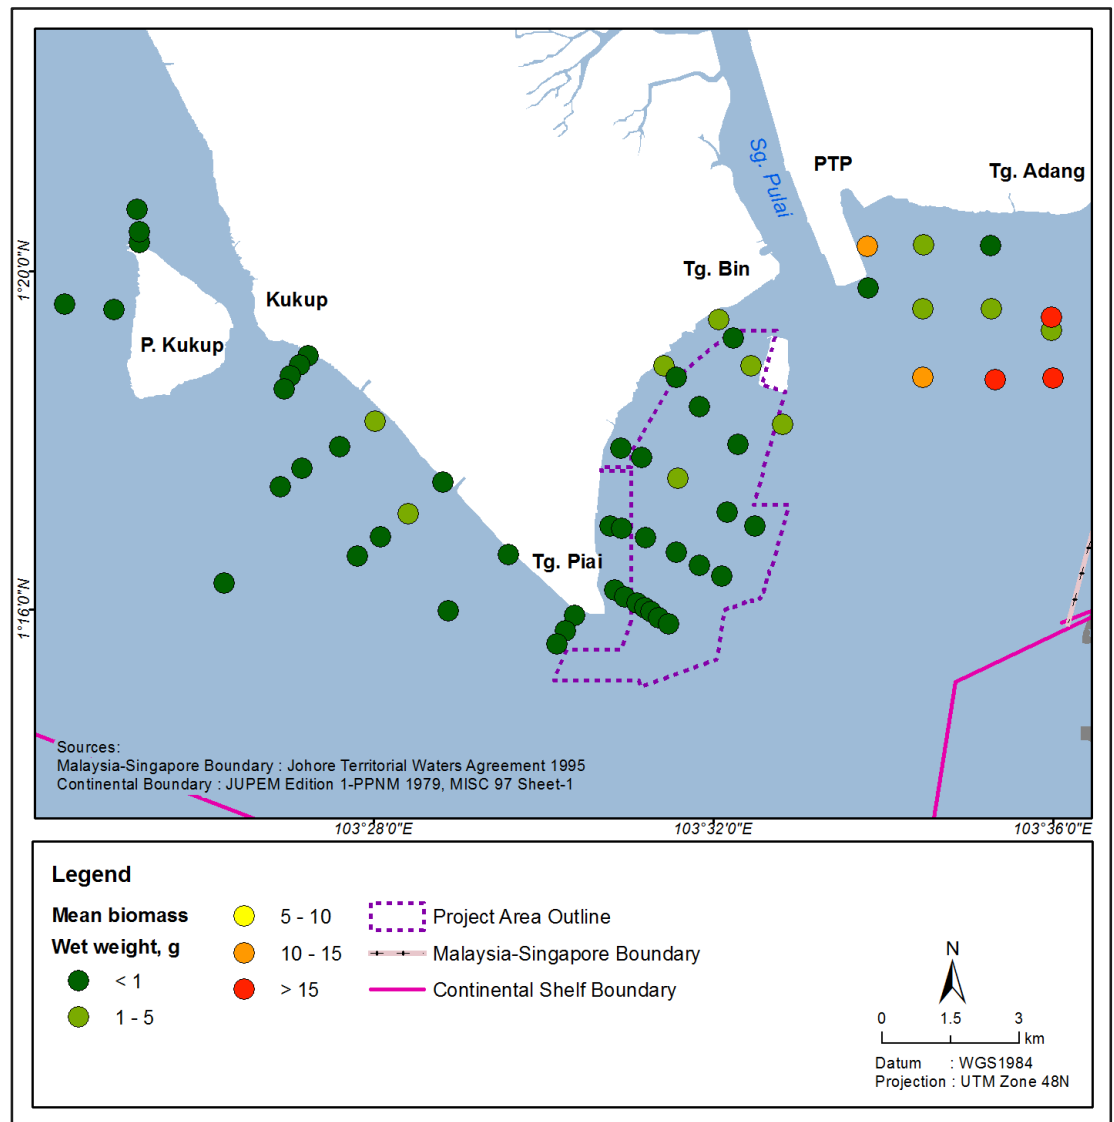 Sg. Pulai
PTP
Tg. Adang
Tg. Bin
1°20'0"N
Kukup
P. Kukup
Tg. Piai
1°16'0"N
Sources:
Malaysia-Singapore Boundary : Johore Territorial Waters Agreement 1995
Continental Boundary : JUPEM Edition 1-PPNM 1979, MISC 97 Sheet-1
103°28'0"E
103°32'0"E
103°36'0"E
Legend
Mean biomass
Wet weight, g
< 1
1 - 5
5 - 10
10 - 15
> 15
Project Area Outline
Malaysia-Singapore Boundary
Continental Shelf Boundary
N
0 1.5 3
km
Datum : WGS1984
Projection : UTM Zone 48N